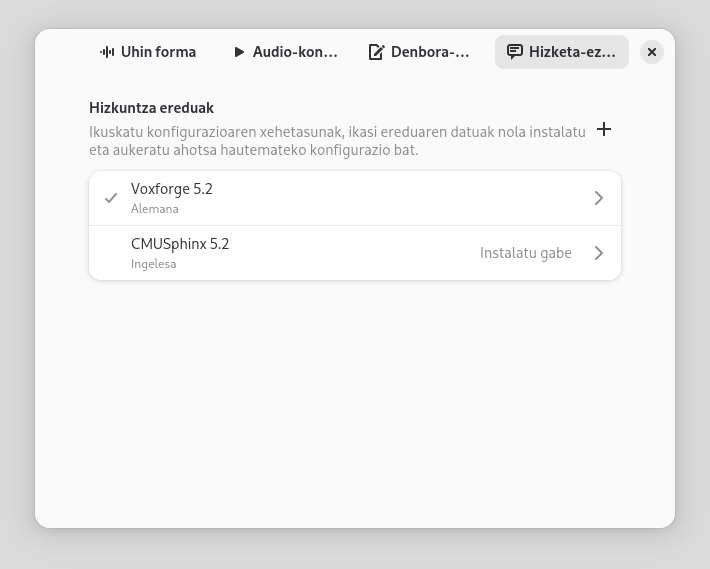 Uhin forma
Audio-kon…
Denbora-…
Hizketa-ez…
Hizkuntza ereduak
Ikuskatu konfigurazioaren xehetasunak, ikasi ereduaren datuak nola instalatu
eta aukeratu ahotsa hautemateko konfigurazio bat.
Voxforge 5.2
Alemana
CMUSphinx 5.2
Ingelesa
Instalatu gabe